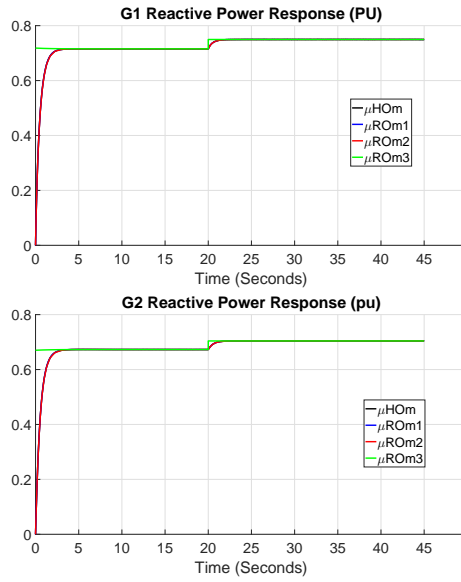 G1 Reactive Power Response (PU)
0.8
0.6
0.4
0.2
0
μHOm
μROm1
μROm2
μROm3
0 5 10 15 20 25 30 35 40 45
Time (Seconds)
G2 Reactive Power Response (pu)
0.8
0.6
0.4
0.2
0
μHOm
μROm1
μROm2
μROm3
0 5 10 15 20 25 30 35 40 45
Time (Seconds)